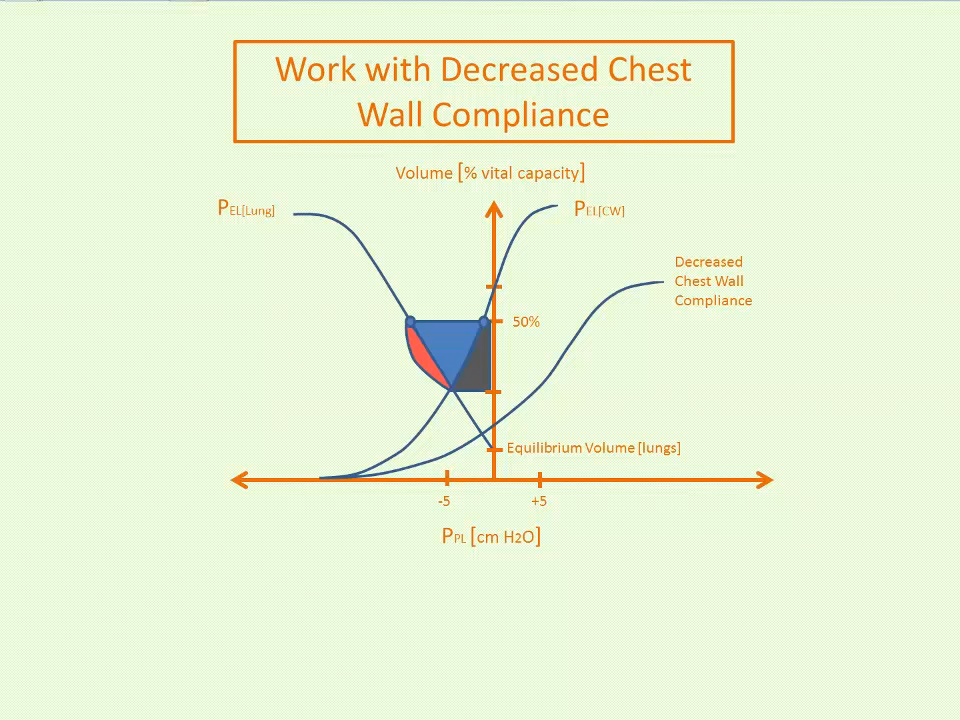 Work with Decreased Chest
Wall Compliance
Volume [% vital capacity]
PEL[Lung]
PEL[CW]
Decreased
Chest Wall
Compliance
50%
Equilibrium Volume [lungs]
-5
+5
PPL [cm H2O]